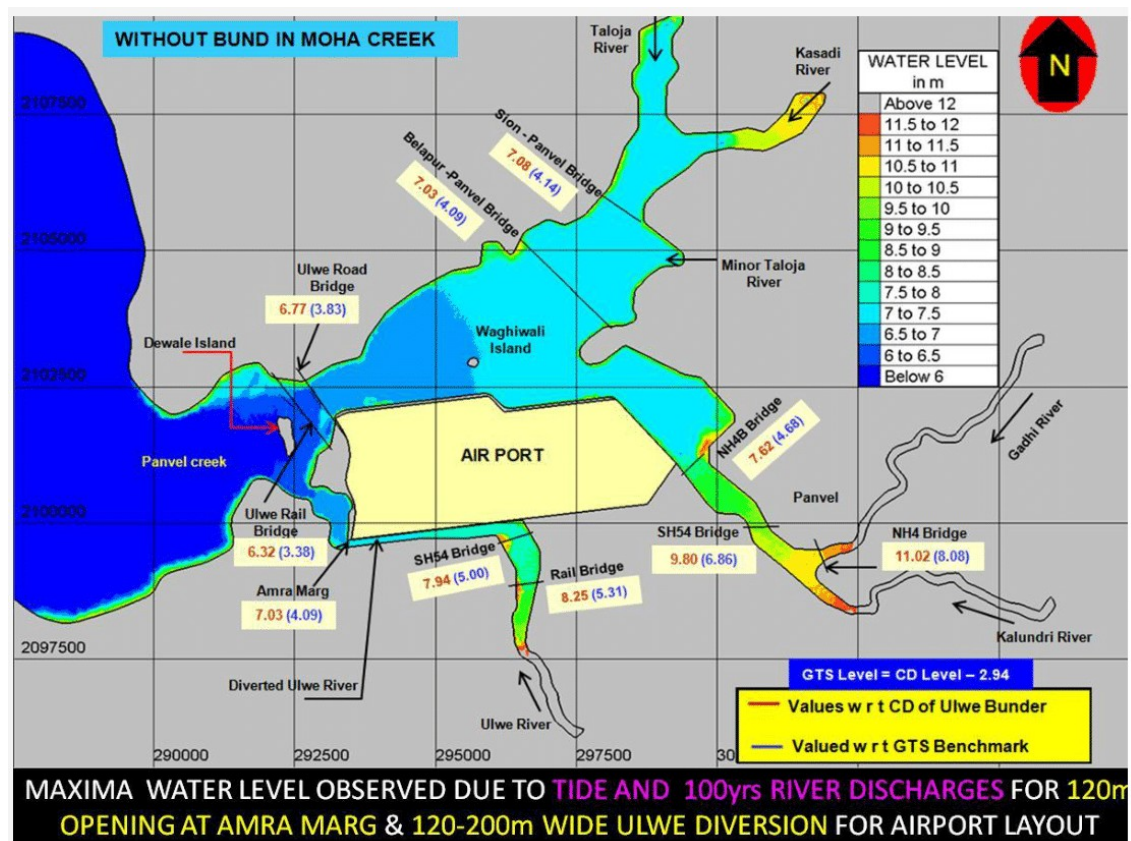 WITHOUT BUND IN MOHA CREEK
Taloja
River
Kasadi
River
WATER LEVEL
in m
Above 12
11.5 to 12
11 to 11.5
10.5 to 11
10 to 10.5
9.5 to 10
9 to 9.5
8.5 to 9
8 to 8.5
7.5 to 8
7 to 7.5
6.5 to 7
6 to 6.5
Below 6
N
2107500
Sion -Panvel Bridge
7.08 (4.14)
Belapur -Panvel Bridge
7.03 (4.09)
2105000
Ulwe Road
Bridge
6.77 (3.83)
Minor Taloja
River
Dewale Island
Waghiwali
Island
2102500
NH4B Bridge
7.62 (4.68)
Gadhi River
AIR PORT
Panvel creek
Panvel
2100000
Ulwe Rail
Bridge
6.32 (3.38)
SH54 Bridge
7.94 (5.00)
SH54 Bridge
9.80 (6.86)
NH4 Bridge
11.02 (8.08)
Rail Bridge
8.25 (5.31)
Amra Marg
7.03 (4.09)
Kalundri River
2097500
Diverted Ulwe River
Ulwe River
GTS Level = CD Level – 2.94
Values w r t CD of Ulwe Bunder
Valued w r t GTS Benchmark
290000
292500
295000
297500
MAXIMA WATER LEVEL OBSERVED DUE TO TIDE AND 100yrs RIVER DISCHARGES FOR 120m
OPENING AT AMRA MARG & 120-200m WIDE ULWE DIVERSION FOR AIRPORT LAYOUT